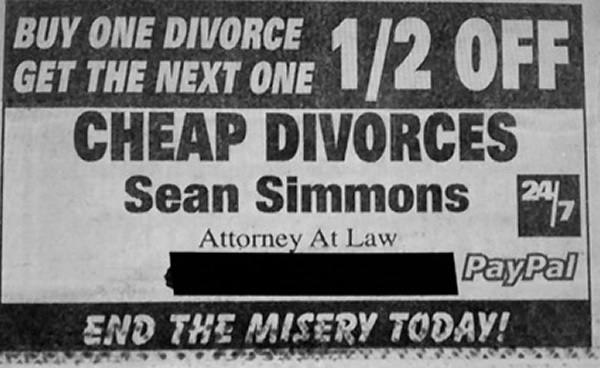 BUY ONE DIVORCE
GET THE NEXT ONE
1/2 OFF
CHEAP DIVORCES
Sean Simmons
24/7
Attorney At Law
PayPal
END THE MISERY TODAY!